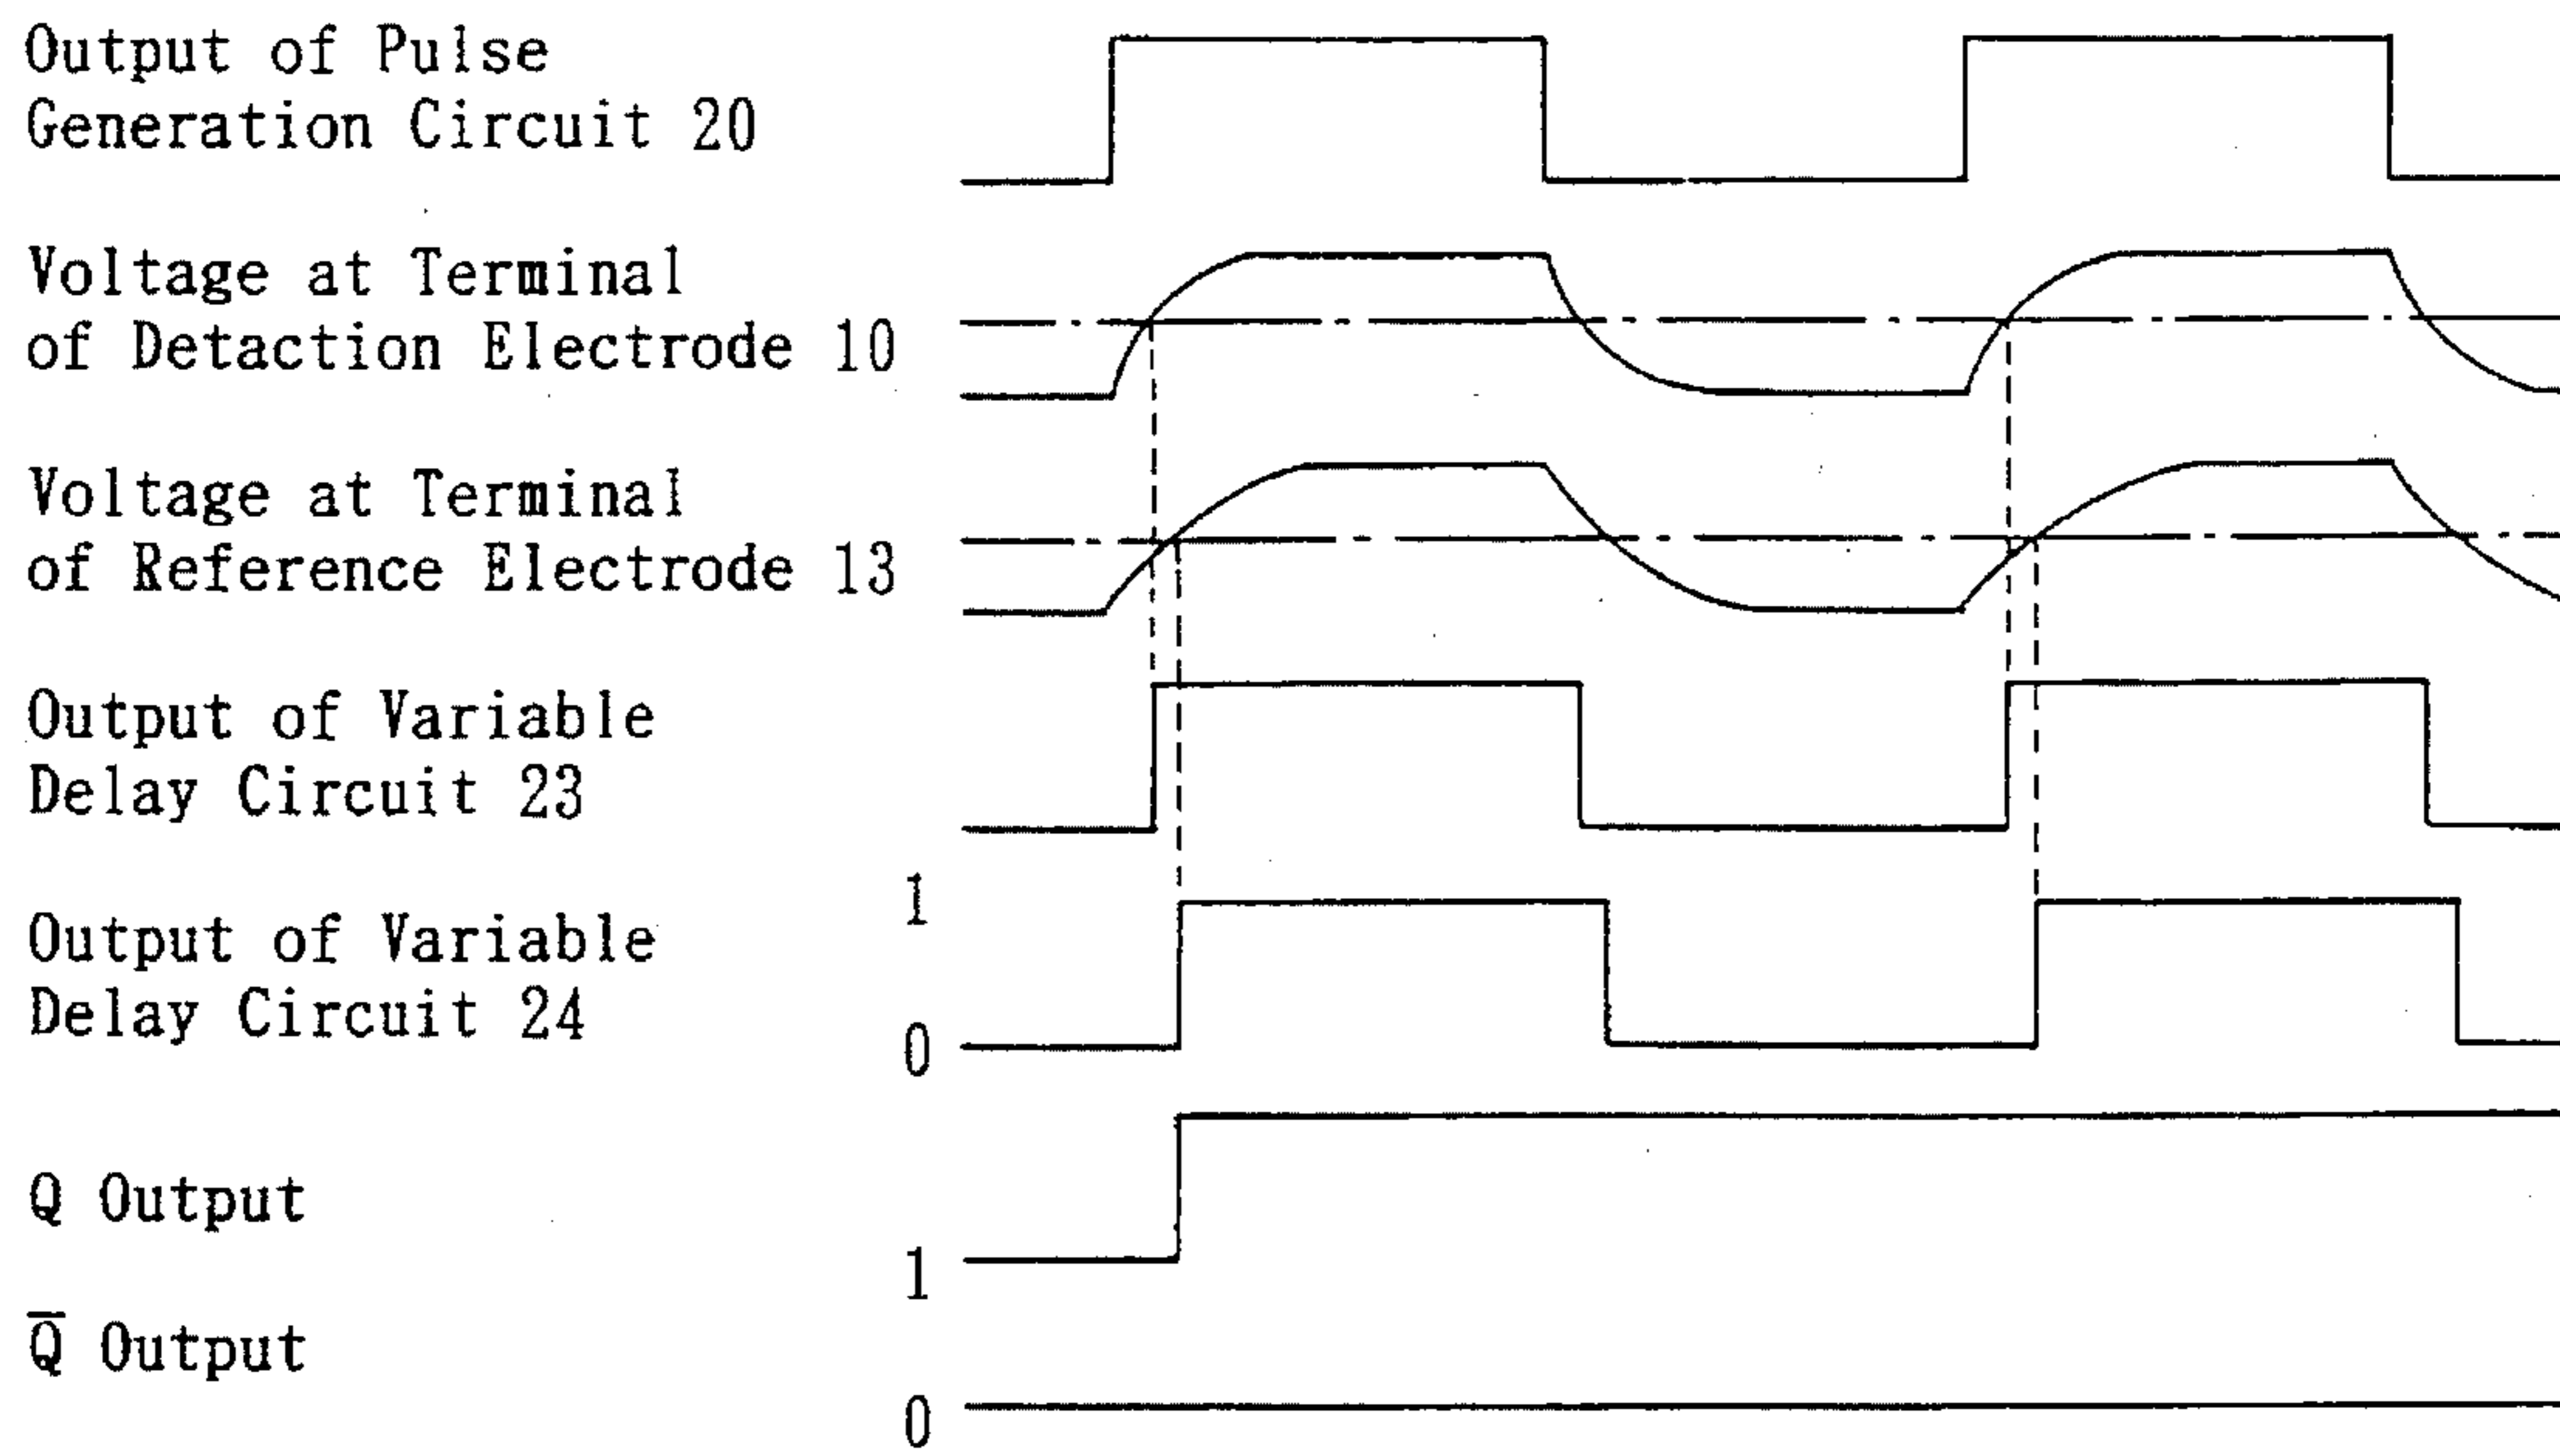 Output of Pulse
Generation Circuit 20
Voltage at Terminal
of Detaction Electrode 10
Voltage at Terminal
of Reference Electrode 13
Output of Variable
Delay Circuit 23
1
Output of Variable
Delay Circuit 24
0
Q Output
1
Q̅ Output
0